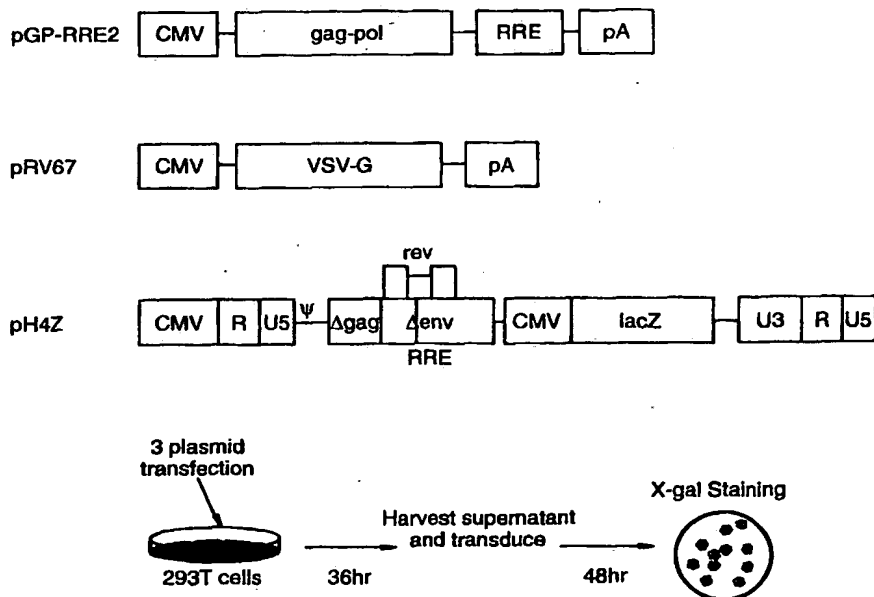 pGP-RRE2 CMV gag-pol RRE pA
pRV67 CMV VSV-G pA
rev
pH4Z CMV R U5 ψ Δgag Δenv CMV lacZ U3 R U5
RRE
3 plasmid
transfection
X-gal Staining
Harvest supernatant
and transduce
293T cells 36hr 48hr